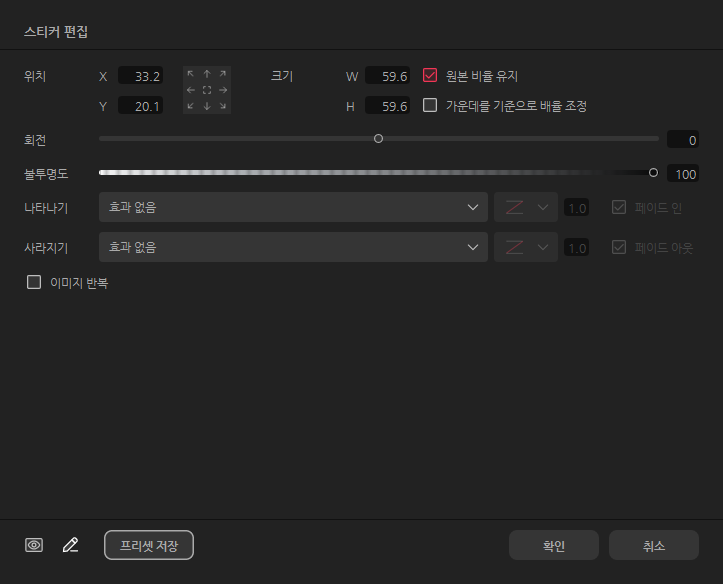 스티커 편집
위치 X 33.2 크기 W 59.6 원본 비율 유지
Y 20.1 H 59.6 가운데를 기준으로 배율 조정
회전 0
불투명도 100
나타나기 효과 없음 1.0 페이드 인
사라지기 효과 없음 1.0 페이드 아웃
이미지 반복
프리셋 저장 확인 취소